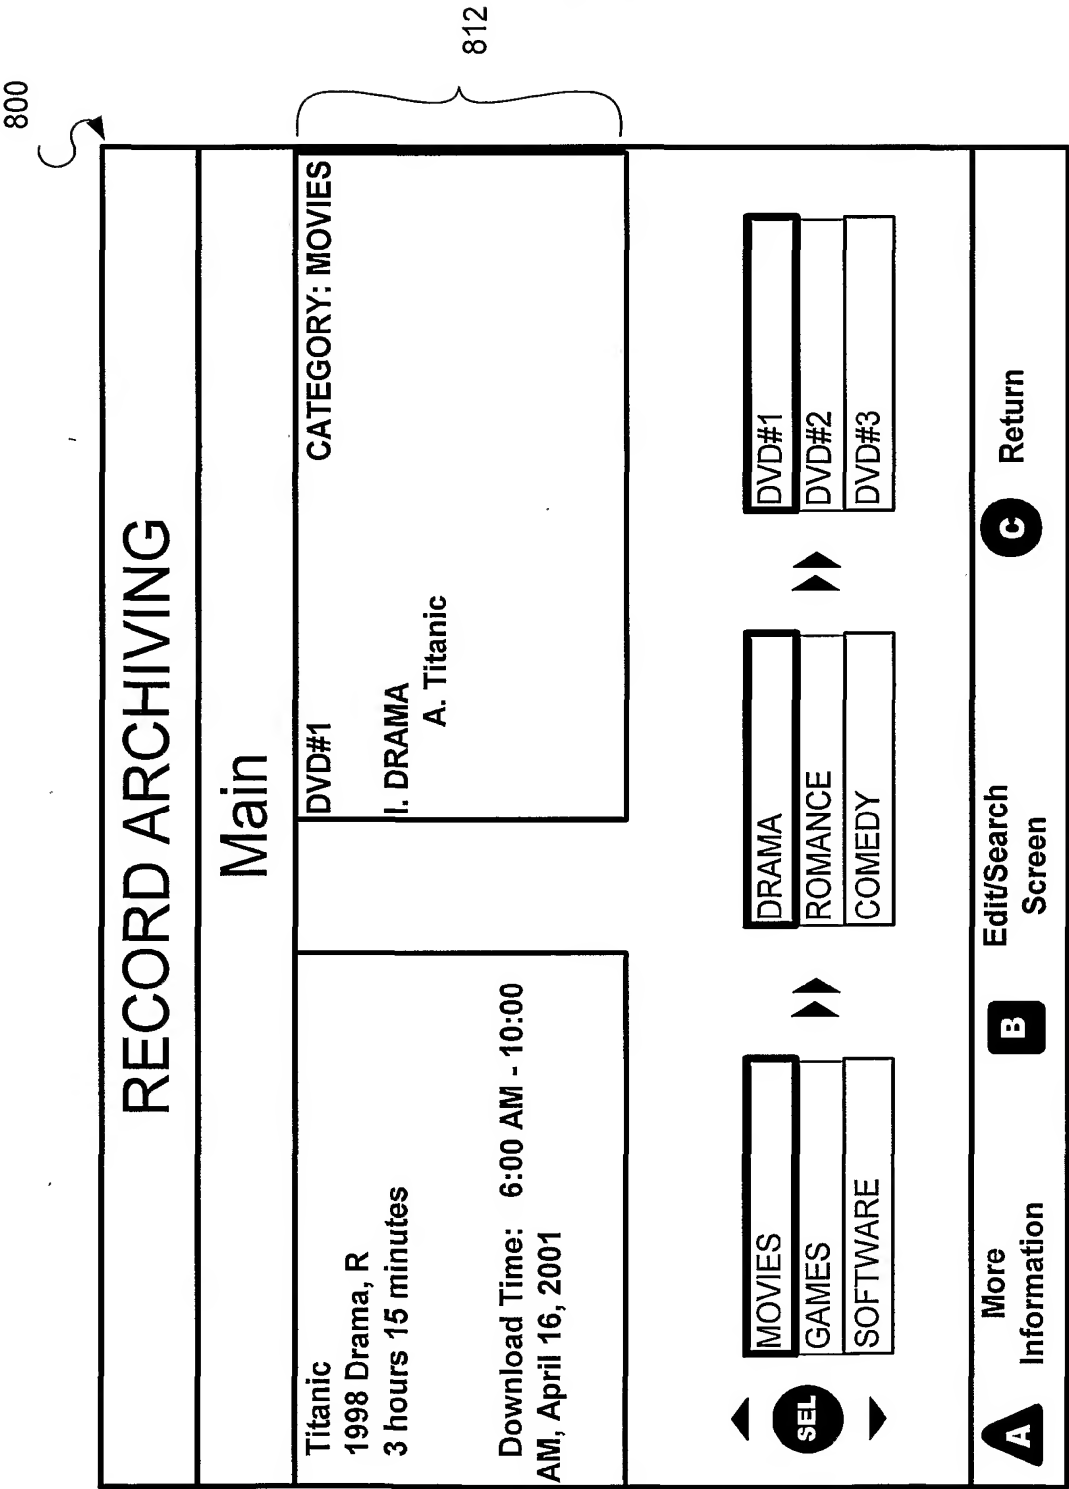 800
RECORD ARCHIVING
Main
812
Titanic
1998 Drama, R
3 hours 15 minutes
Download Time: 6:00 AM - 10:00
AM, April 16, 2001
DVD#1
CATEGORY: MOVIES
I. DRAMA
A. Titanic
SEL
MOVIES
GAMES
SOFTWARE
DRAMA
ROMANCE
COMEDY
DVD#1
DVD#2
DVD#3
A
More
Information
B
Edit/Search
Screen
C
Return